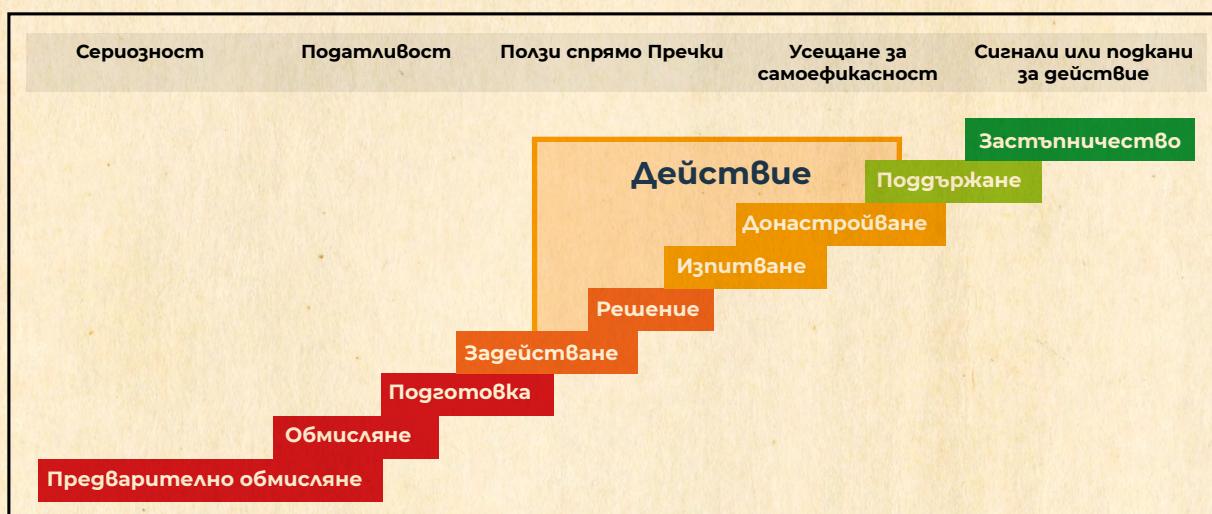 Сериозност
Податливост
Ползи спрямо Пречки
Усещане за
самоефикасност
Сигнали или подкани
за действие
Застъпничество
Действие
Поддържане
Донастройване
Изпитване
Решение
Задействане
Подготовка
Обмисляне
Предварително обмисляне